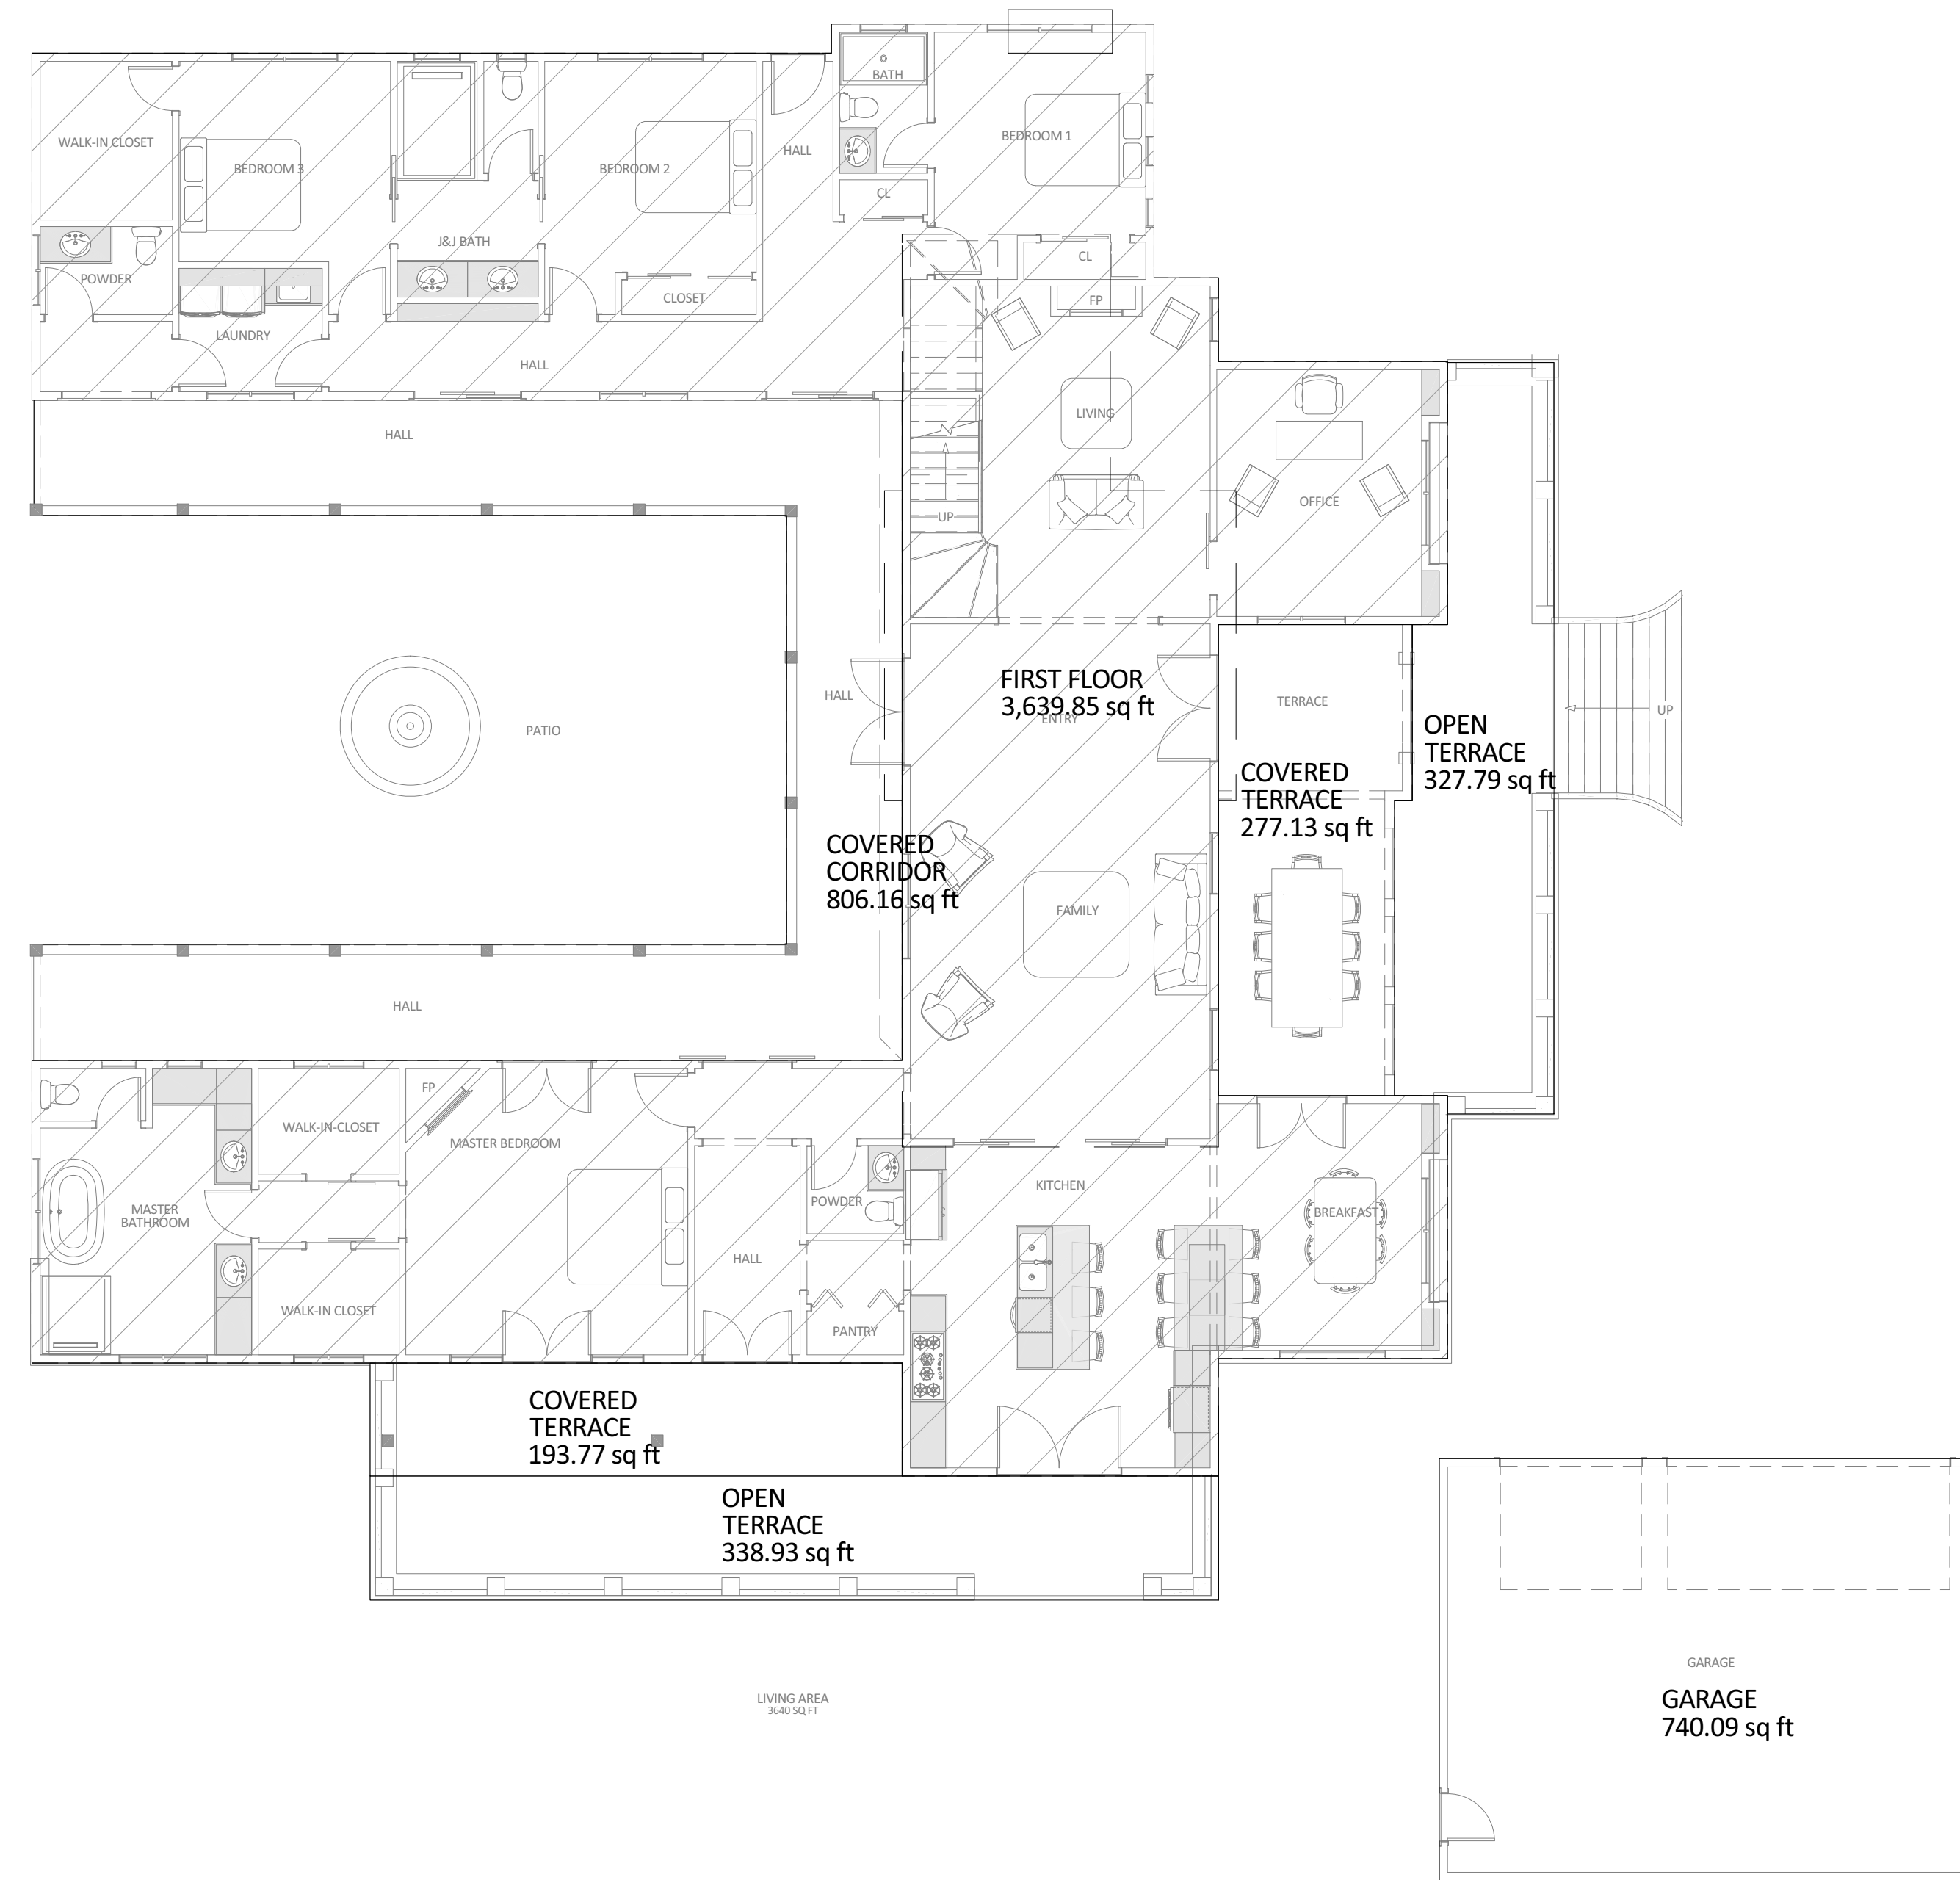 BATH
BEDROOM 1
WALK-IN CLOSET
BEDROOM 3
BEDROOM 2
HALL
CL
J&J BATH
CL
POWDER
CLOSET
FP
LAUNDRY
HALL
LIVING
HALL
OFFICE
UP
FIRST FLOOR
3,639.85 sq ft
ENTRY
HALL
TERRACE
UP
PATIO
OPEN
TERRACE
327.79 sq ft
COVERED
TERRACE
277.13 sq ft
COVERED
CORRIDOR
806.16 sq ft
FAMILY
HALL
FP
WALK-IN-CLOSET
MASTER BEDROOM
KITCHEN
POWDER
MASTER
BATHROOM
BREAKFAST
HALL
WALK-IN CLOSET
PANTRY
COVERED
TERRACE
193.77 sq ft
OPEN
TERRACE
338.93 sq ft
GARAGE
GARAGE
740.09 sq ft
LIVING AREA
3640 SQ FT